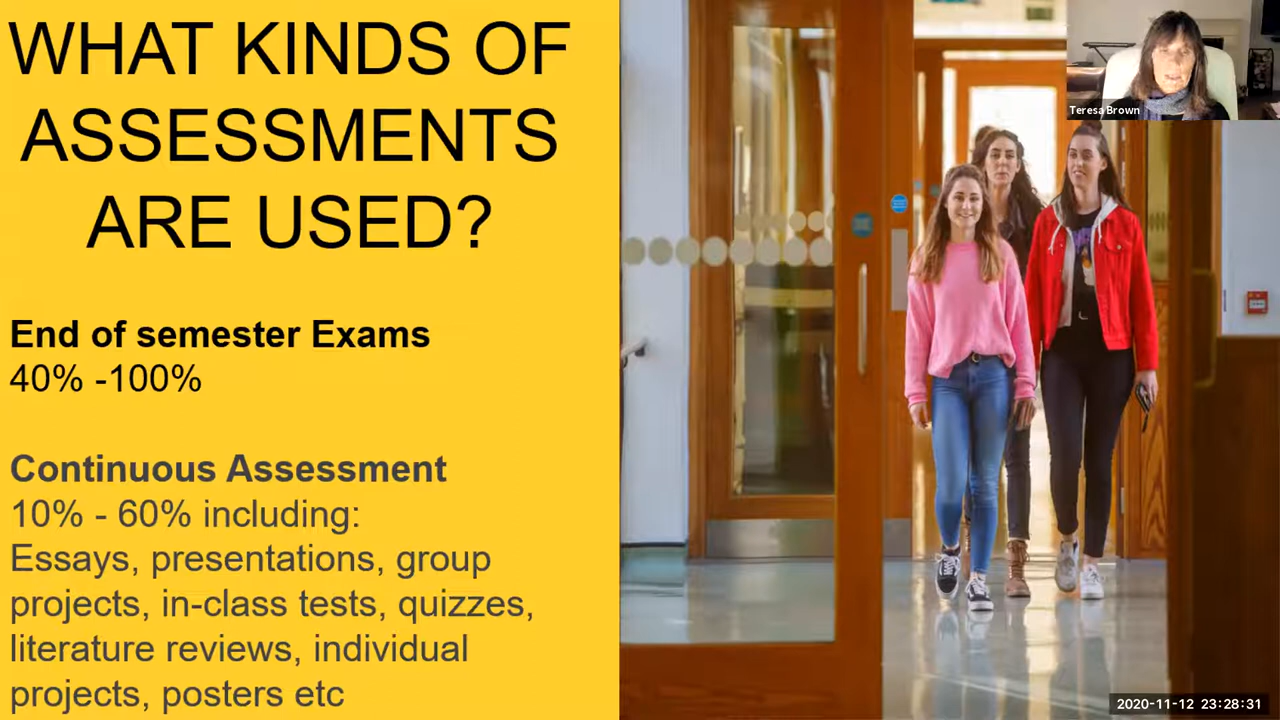 WHAT KINDS OF
ASSESSMENTS
ARE USED?
End of semester Exams
40% -100%
Continuous Assessment
10% - 60% including:
Essays, presentations, group
projects, in-class tests, quizzes,
literature reviews, individual
projects, posters etc
Teresa Brown
2020-11-12 23:28:31